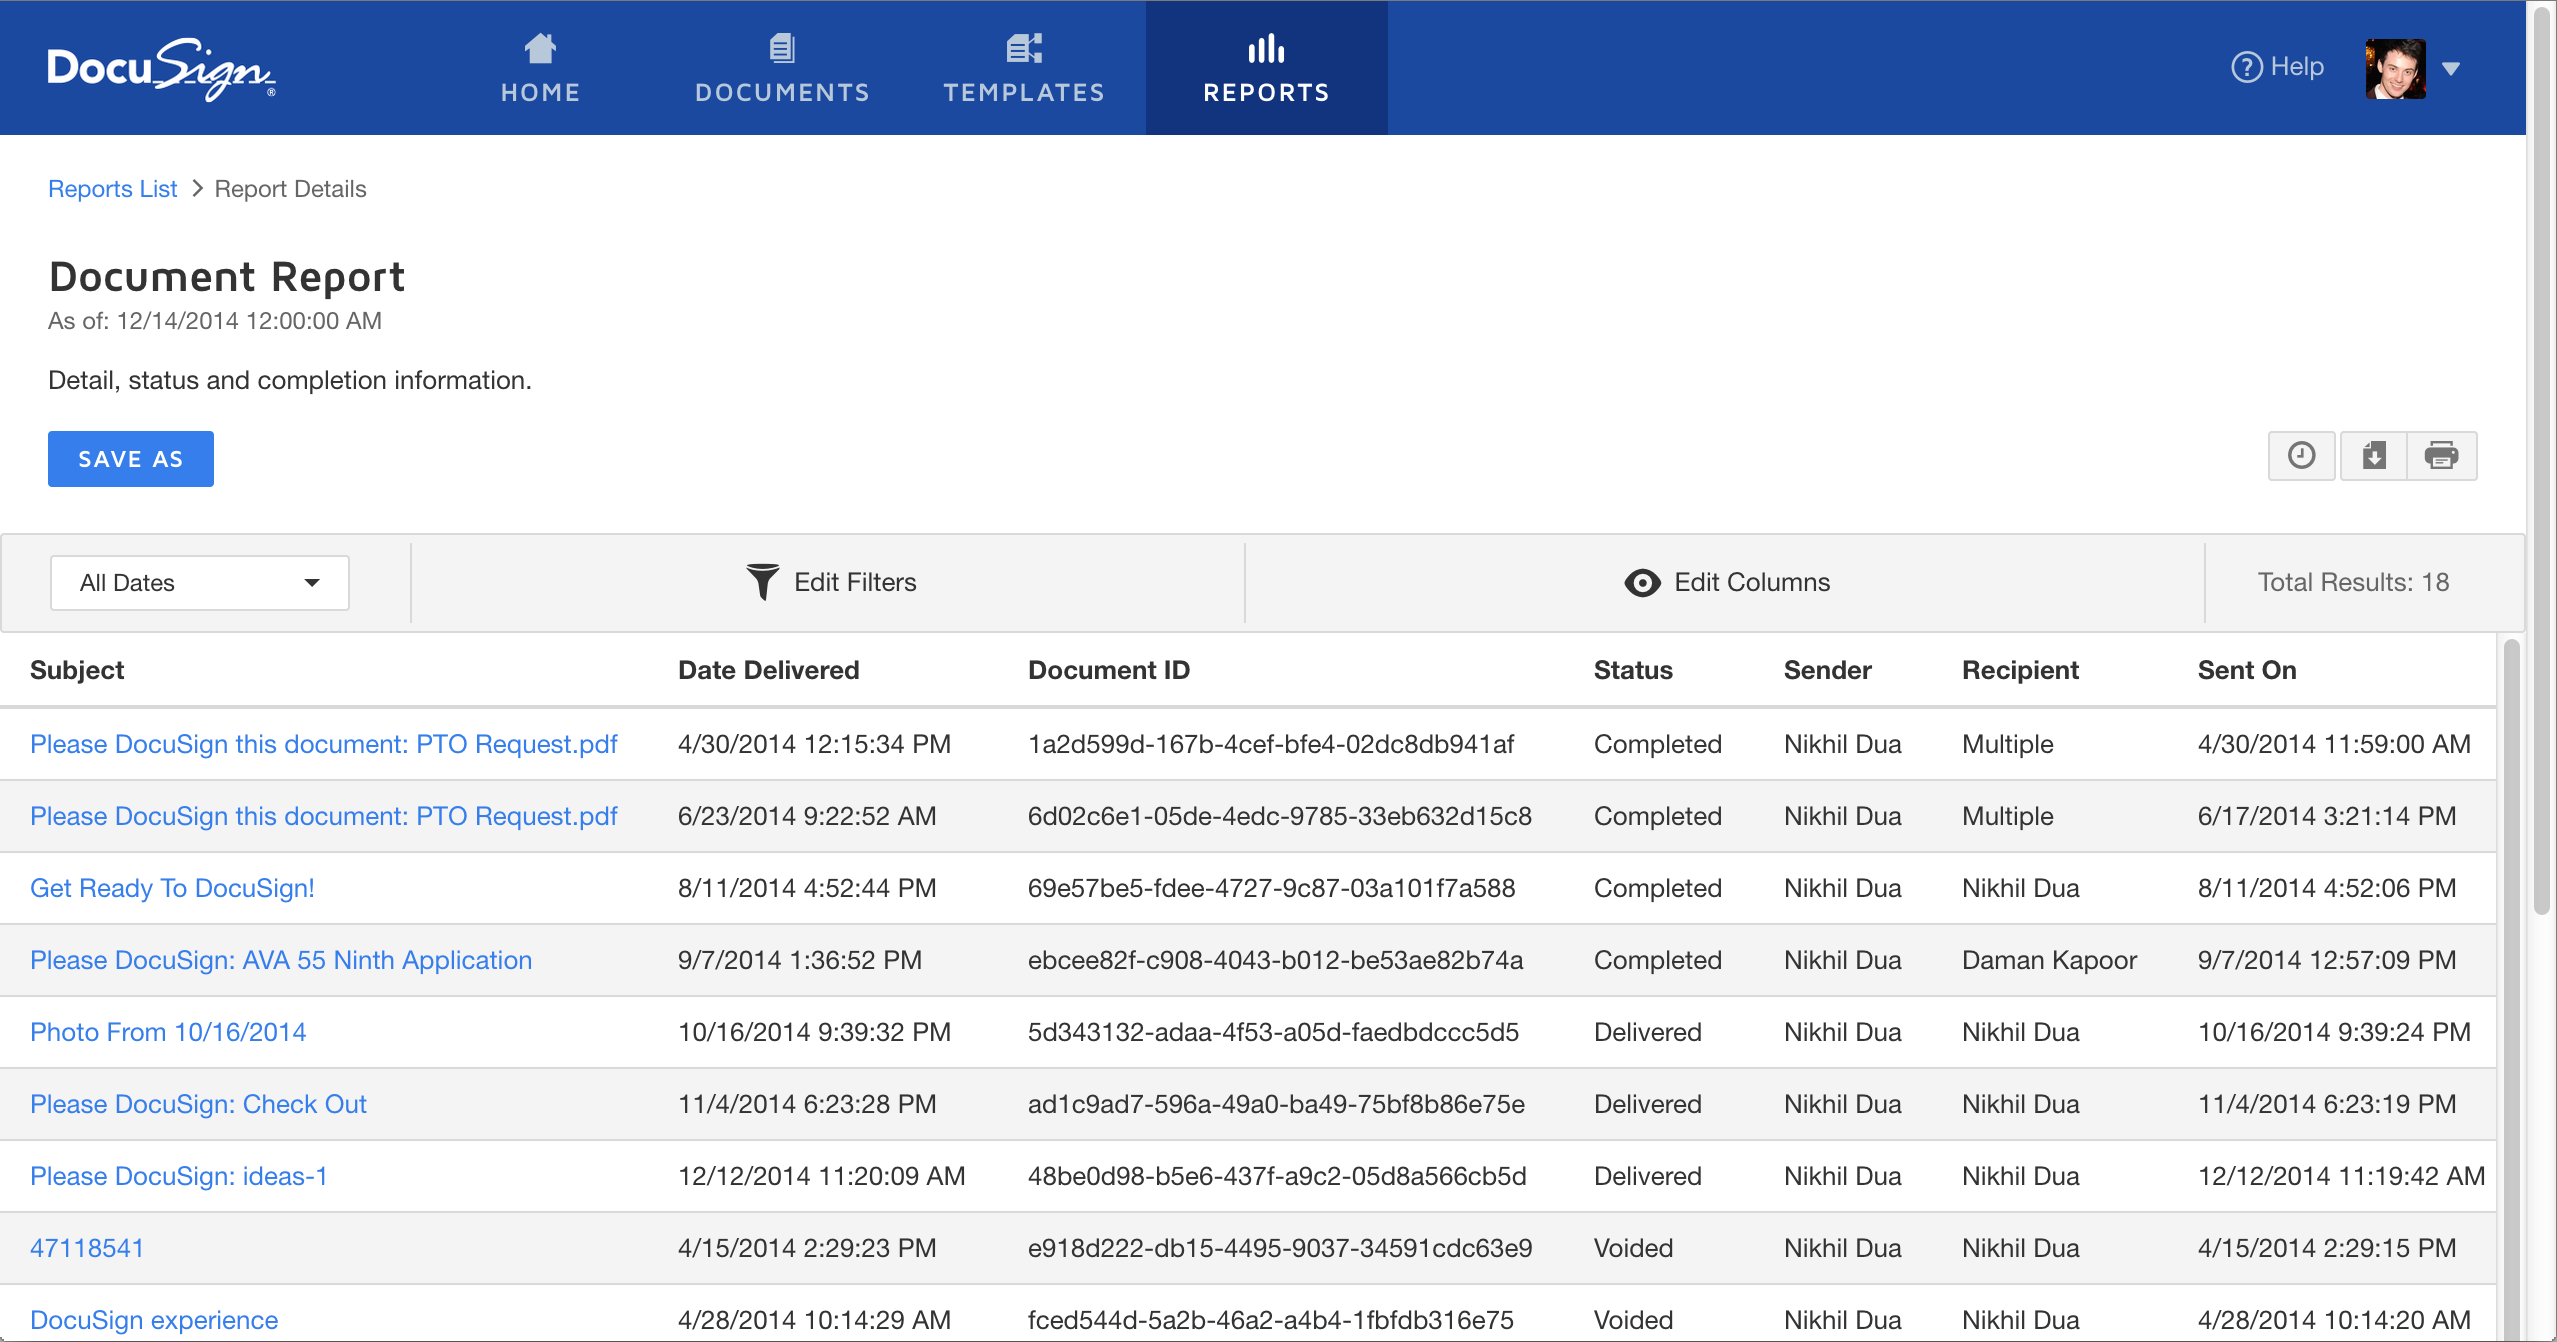 DocuSign®
HOME
DOCUMENTS
TEMPLATES
REPORTS
? Help
Reports List > Report Details
Document Report
As of: 12/14/2014 12:00:00 AM
Detail, status and completion information.
SAVE AS
All Dates
Edit Filters
Edit Columns
Total Results: 18
Subject Date Delivered Document ID Status Sender Recipient Sent On
Please DocuSign this document: PTO Request.pdf 4/30/2014 12:15:34 PM 1a2d599d-167b-4cef-bfe4-02dc8db941af Completed Nikhil Dua Multiple 4/30/2014 11:59:00 AM
Please DocuSign this document: PTO Request.pdf 6/23/2014 9:22:52 AM 6d02c6e1-05de-4edc-9785-33eb632d15c8 Completed Nikhil Dua Multiple 6/17/2014 3:21:14 PM
Get Ready To DocuSign! 8/11/2014 4:52:44 PM 69e57be5-fdee-4727-9c87-03a101f7a588 Completed Nikhil Dua Nikhil Dua 8/11/2014 4:52:06 PM
Please DocuSign: AVA 55 Ninth Application 9/7/2014 1:36:52 PM ebcee82f-c908-4043-b012-be53ae82b74a Completed Nikhil Dua Daman Kapoor 9/7/2014 12:57:09 PM
Photo From 10/16/2014 10/16/2014 9:39:32 PM 5d343132-adaa-4f53-a05d-faedbdccc5d5 Delivered Nikhil Dua Nikhil Dua 10/16/2014 9:39:24 PM
Please DocuSign: Check Out 11/4/2014 6:23:28 PM ad1c9ad7-596a-49a0-ba49-75bf8b86e75e Delivered Nikhil Dua Nikhil Dua 11/4/2014 6:23:19 PM
Please DocuSign: ideas-1 12/12/2014 11:20:09 AM 48be0d98-b5e6-437f-a9c2-05d8a566cb5d Delivered Nikhil Dua Nikhil Dua 12/12/2014 11:19:42 AM
47118541 4/15/2014 2:29:23 PM e918d222-db15-4495-9037-34591cdc63e9 Voided Nikhil Dua Nikhil Dua 4/15/2014 2:29:15 PM
DocuSign experience 4/28/2014 10:14:29 AM fced544d-5a2b-46a2-a4b4-1fbfdb316e75 Voided Nikhil Dua Nikhil Dua 4/28/2014 10:14:20 AM